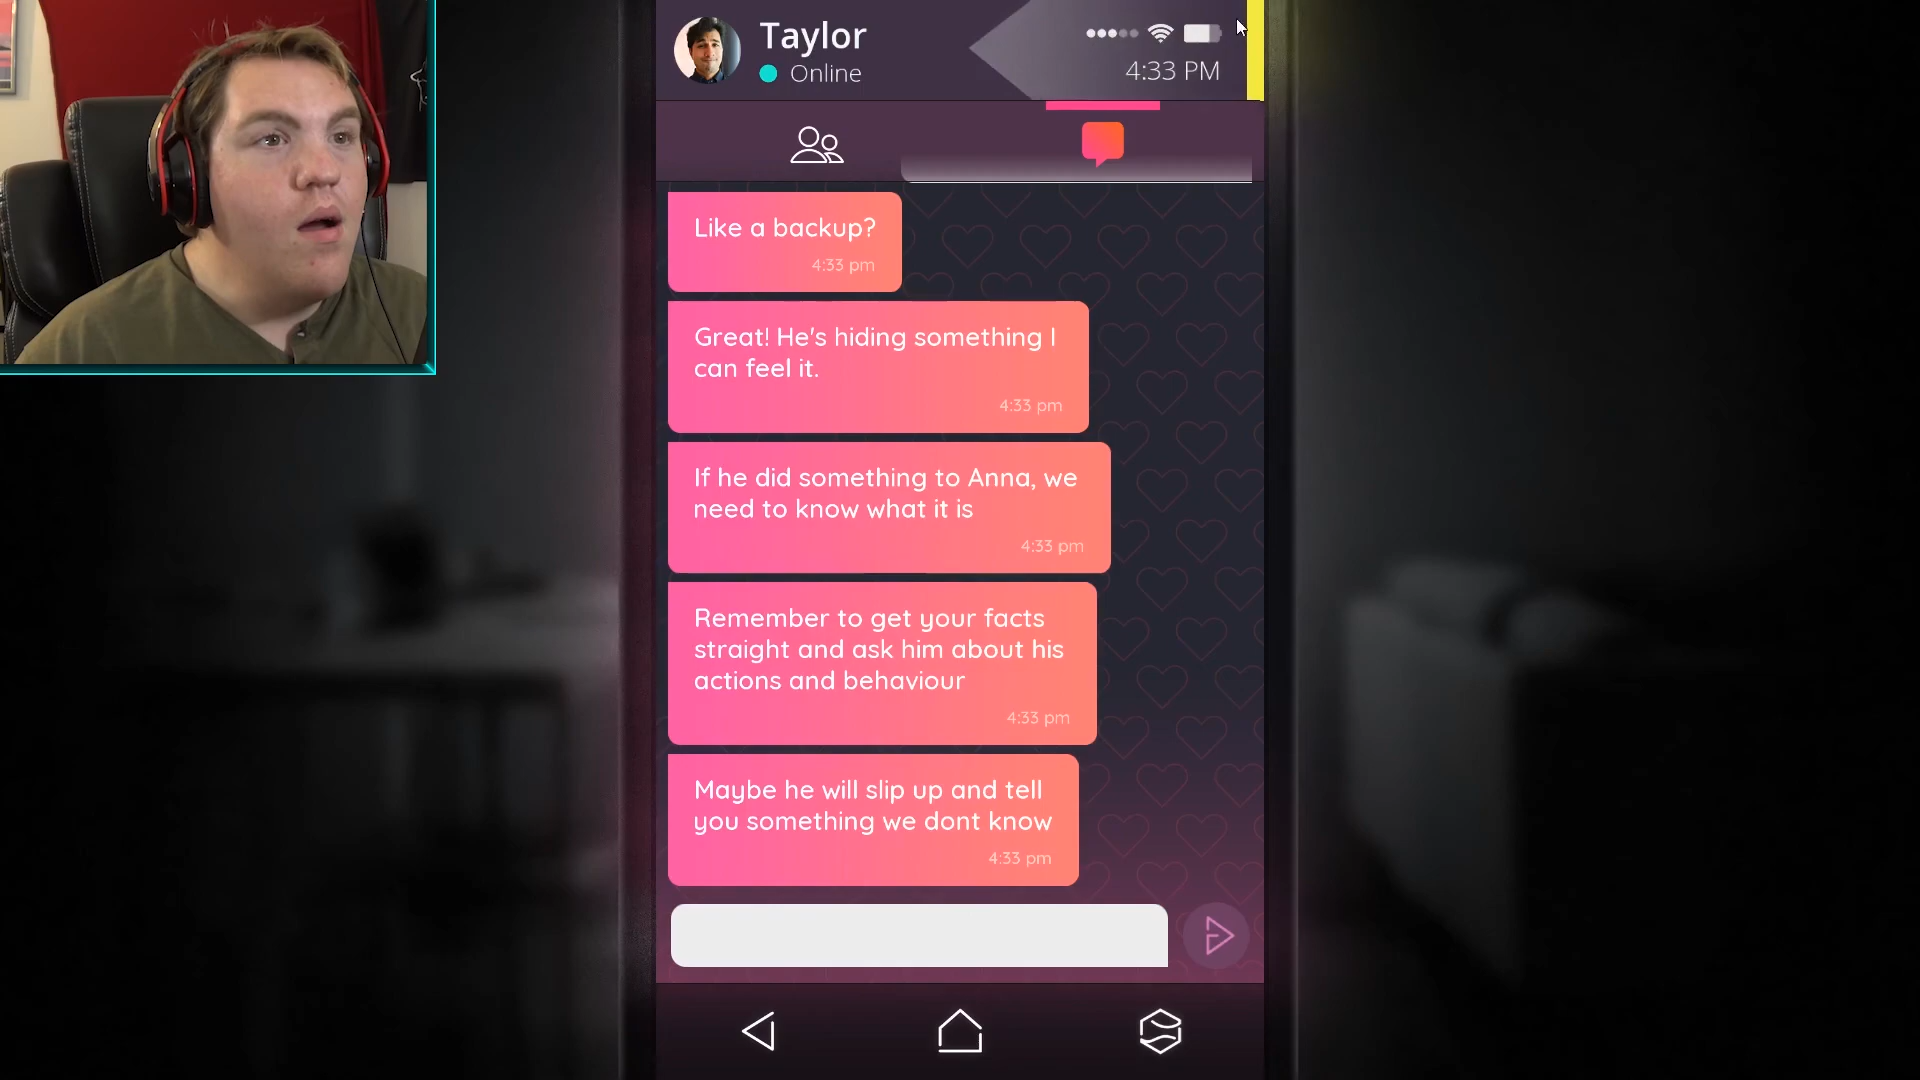 Taylor
Online
4:33 PM
Like a backup?
4:33 pm
Great! He's hiding something I
can feel it.
4:33 pm
If he did something to Anna, we
need to know what it is
4:33 pm
Remember to get your facts
straight and ask him about his
actions and behaviour
4:33 pm
Maybe he will slip up and tell
you something we dont know
4:33 pm